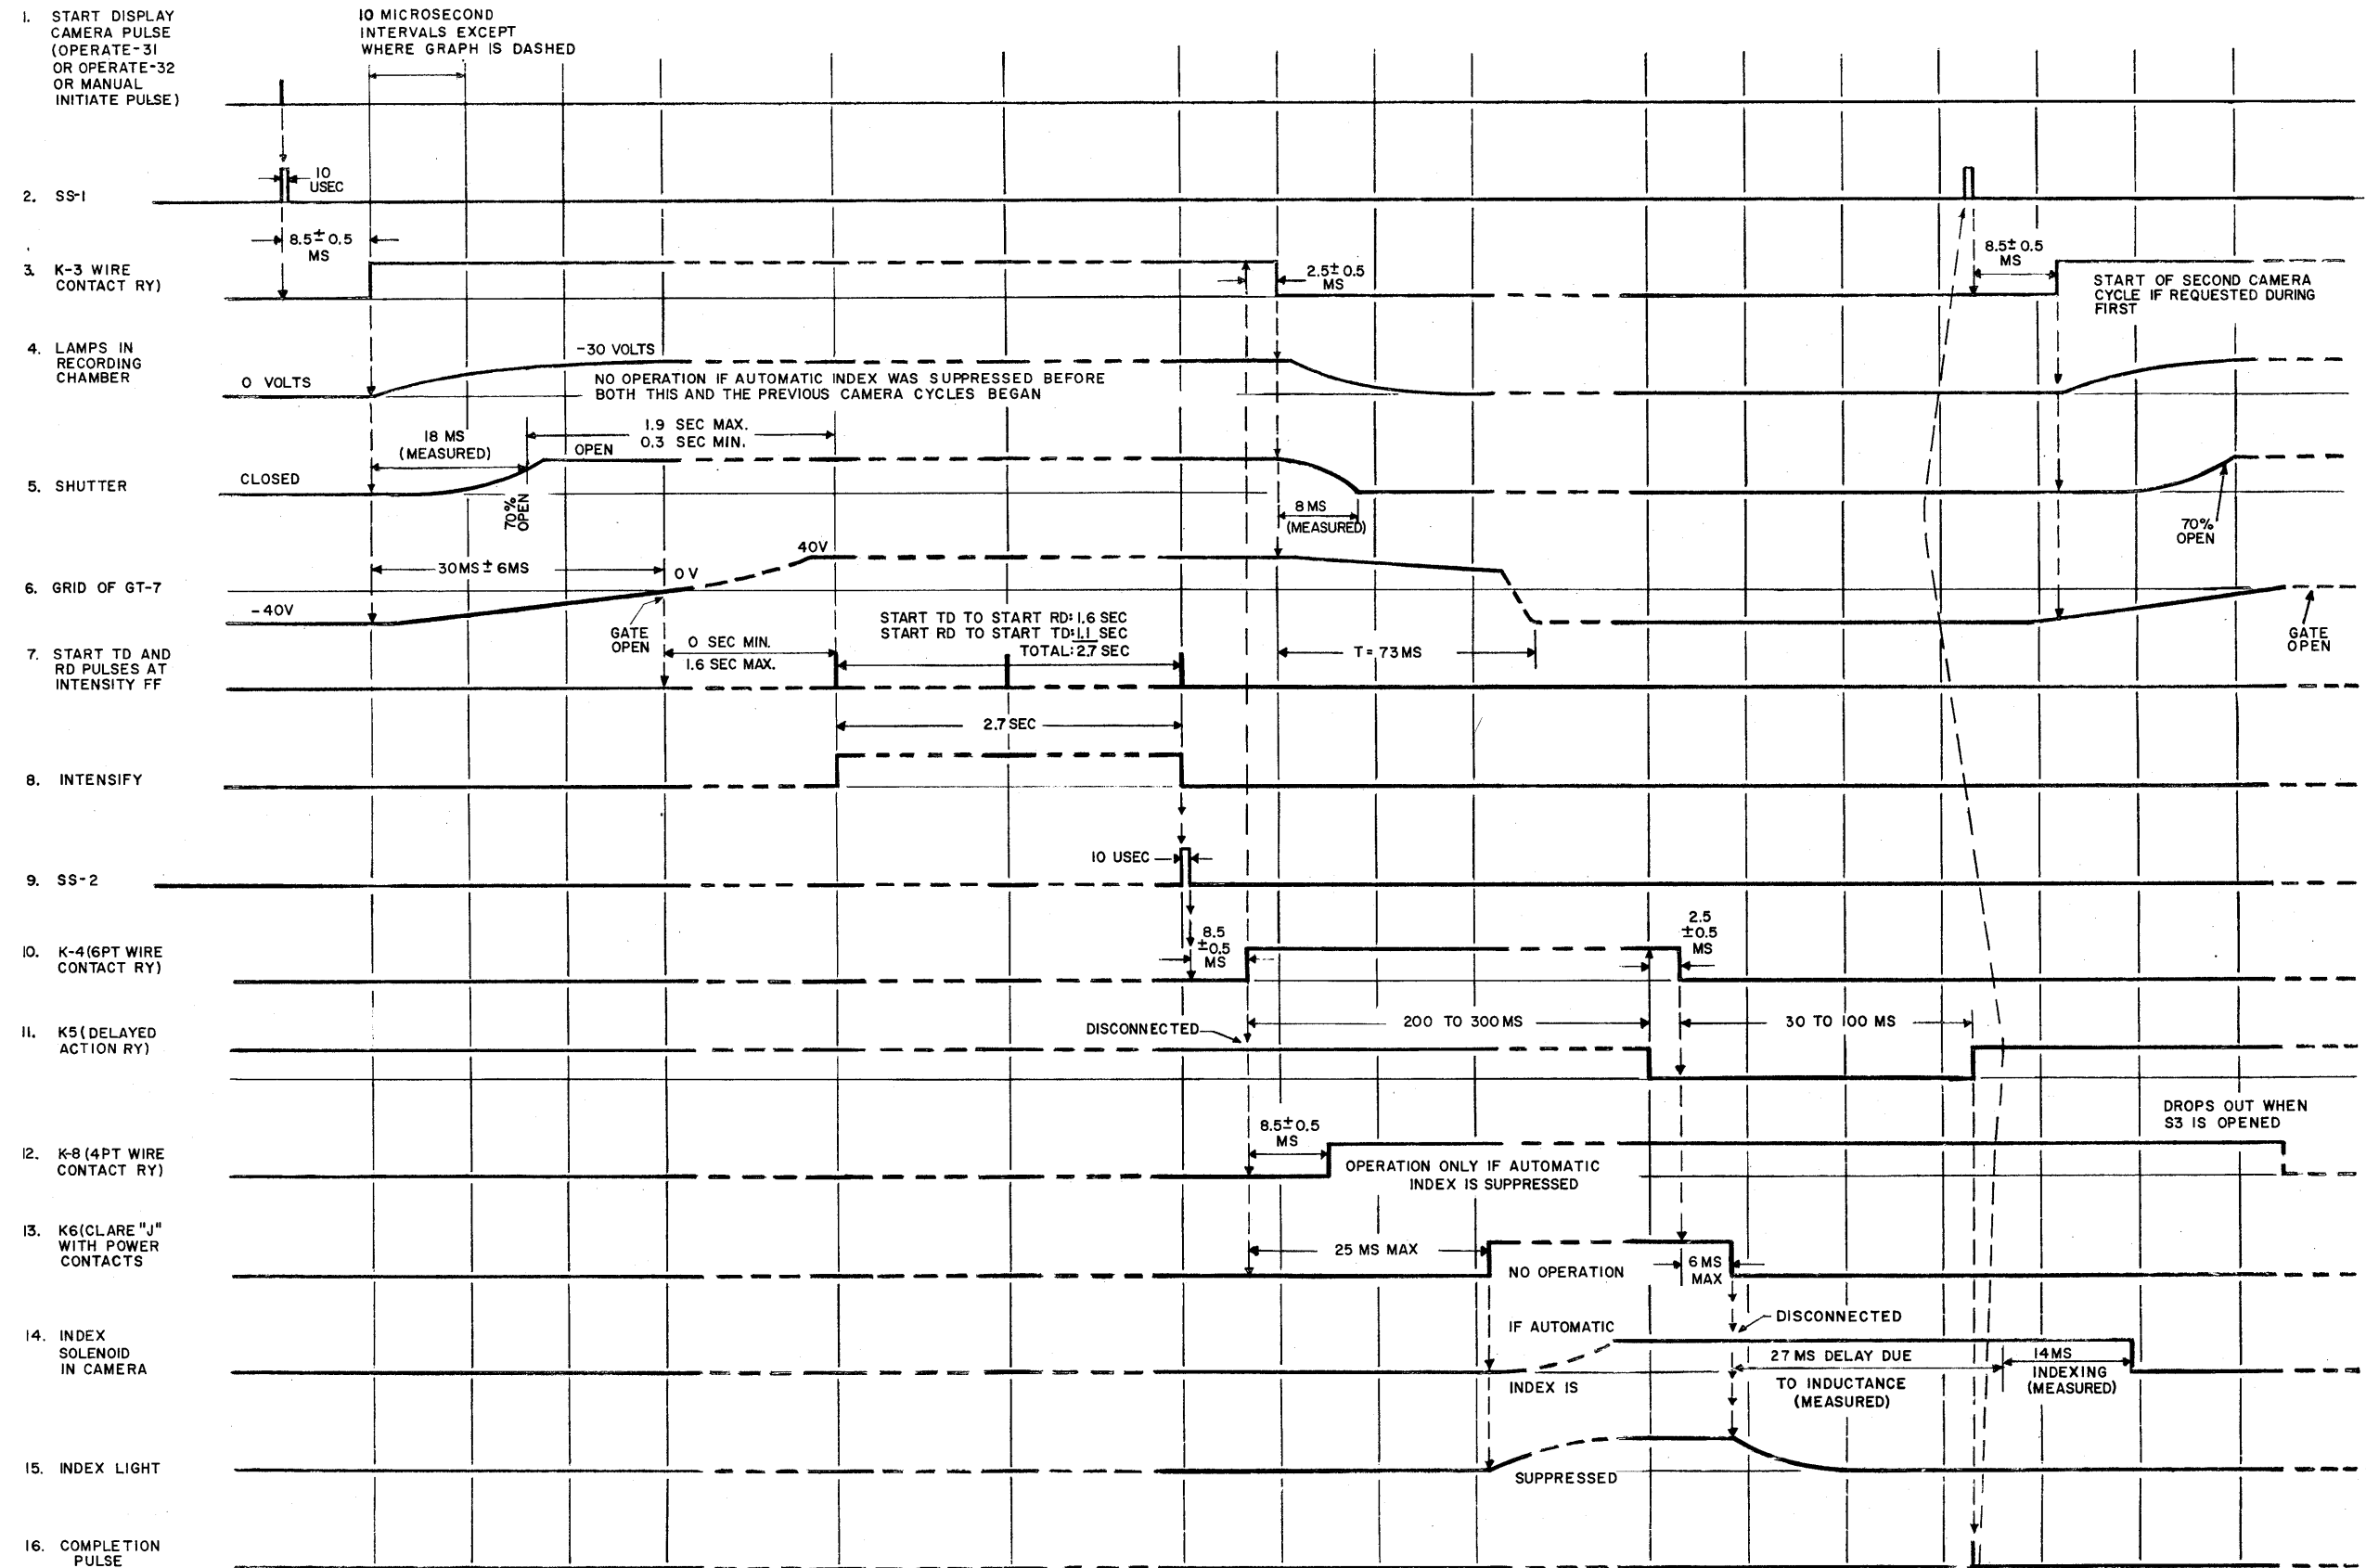 1. START DISPLAY
CAMERA PULSE
(OPERATE-31
OR OPERATE-32
OR MANUAL
INITIATE PULSE)
10 MICROSECOND
INTERVALS EXCEPT
WHERE GRAPH IS DASHED
2. SS-1
10
USEC
8.5±0.5
MS
3. K-3 WIRE
CONTACT RY)
2.5±0.5
MS
8.5±0.5
MS
START OF SECOND CAMERA
CYCLE IF REQUESTED DURING
FIRST
4. LAMPS IN
RECORDING
CHAMBER
0 VOLTS
-30 VOLTS
NO OPERATION IF AUTOMATIC INDEX WAS SUPPRESSED BEFORE
BOTH THIS AND THE PREVIOUS CAMERA CYCLES BEGAN
5. SHUTTER
CLOSED
18 MS
(MEASURED)
70%
OPEN
1.9 SEC MAX.
0.3 SEC MIN.
OPEN
8 MS
(MEASURED)
70%
OPEN
6. GRID OF GT-7
-40V
30MS ± 6MS
0 V
40V
GATE
OPEN
GATE
OPEN
7. START TD AND
RD PULSES AT
INTENSITY FF
0 SEC MIN.
1.6 SEC MAX.
START TD TO START RD: 1.6 SEC
START RD TO START TD: 1.1 SEC
TOTAL: 2.7 SEC
T = 73 MS
8. INTENSIFY
2.7 SEC
9. SS-2
10 USEC
10. K-4(6PT WIRE
CONTACT RY)
8.5
±0.5
MS
2.5
±0.5
MS
11. K5(DELAYED
ACTION RY)
DISCONNECTED
200 TO 300 MS
30 TO 100 MS
12. K-8 (4PT WIRE
CONTACT RY)
8.5±0.5
MS
OPERATION ONLY IF AUTOMATIC
INDEX IS SUPPRESSED
DROPS OUT WHEN
S3 IS OPENED
13. K6(CLARE "J"
WITH POWER
CONTACTS
25 MS MAX
NO OPERATION
6 MS
MAX
14. INDEX
SOLENOID
IN CAMERA
IF AUTOMATIC
INDEX IS
DISCONNECTED
27 MS DELAY DUE
TO INDUCTANCE
(MEASURED)
14MS
INDEXING
(MEASURED)
15. INDEX LIGHT
SUPPRESSED
16. COMPLETION
PULSE